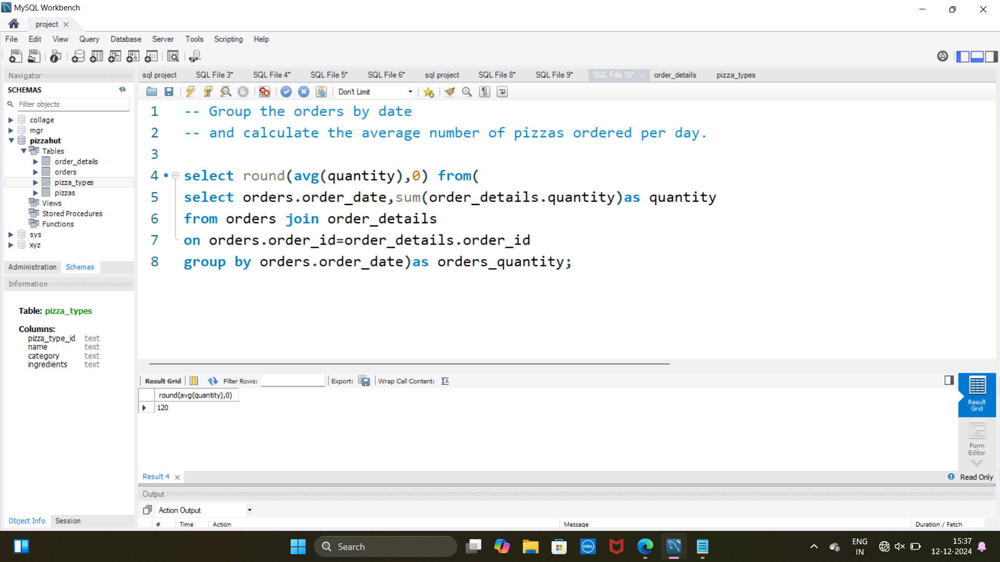 MySQL Workbench
project
File Edit View Query Database Server Tools Scripting Help
Navigator
sql project SQL File 3* SQL File 4* SQL File 5* SQL File 6* sql project SQL File 8* SQL File 9* SQL File 10* order_details pizza_types
SCHEMAS
Don't Limit
Filter objects
collage
mgr
pizzahut
Tables
order_details
orders
pizza_types
pizzas
Views
Stored Procedures
Functions
sys
xyz
Administration Schemas
Information
Table: pizza_types
Columns:
pizza_type_id text
name text
category text
ingredients text
Object Info Session
1 -- Group the orders by date
2 -- and calculate the average number of pizzas ordered per day.
3
4 select round(avg(quantity),0) from(
5 select orders.order_date,sum(order_details.quantity)as quantity
6 from orders join order_details
7 on orders.order_id=order_details.order_id
8 group by orders.order_date)as orders_quantity;
Result Grid Filter Rows: Export: Wrap Cell Content:
round(avg(quantity),0)
120
Result Grid
Form Editor
Result 4
Read Only
Output
Action Output
# Time Action Message Duration / Fetch
Search
DELL
ENG
IN
15:37
12-12-2024